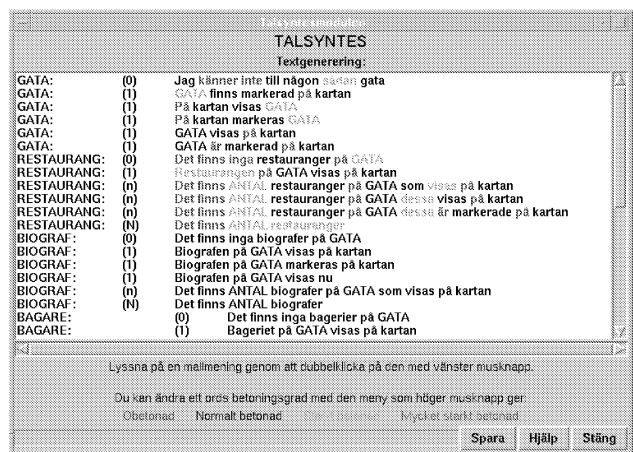 Talsyntesmodulen
TALSYNTES
Textgenerering:
GATA: (0) Jag känner inte till någon sådan gata
GATA: (1) GATA finns markerad på kartan
GATA: (1) På kartan visas GATA
GATA: (1) På kartan markeras GATA
GATA: (1) GATA visas på kartan
GATA: (1) GATA är markerad på kartan
RESTAURANG: (0) Det finns inga restauranger på GATA
RESTAURANG: (1) Restaurangen på GATA visas på kartan
RESTAURANG: (n) Det finns ANTAL restauranger på GATA som visas på kartan
RESTAURANG: (n) Det finns ANTAL restauranger på GATA dessa visas på kartan
RESTAURANG: (n) Det finns ANTAL restauranger på GATA dessa är markerade på kartan
RESTAURANG: (N) Det finns ANTAL restauranger
BIOGRAF: (0) Det finns inga biografer på GATA
BIOGRAF: (1) Biografen på GATA visas på kartan
BIOGRAF: (1) Biografen på GATA markeras på kartan
BIOGRAF: (1) Biografen på GATA visas nu
BIOGRAF: (n) Det finns ANTAL biografer på GATA som visas på kartan
BIOGRAF: (N) Det finns ANTAL biografer
BAGARE: (0) Det finns inga bagerier på GATA
BAGARE: (1) Bageriet på GATA visas på kartan
Lyssna på en mallmening genom att dubbelklicka på den med vänster musknapp.
Du kan ändra ett ords betoningsgrad med den meny som höger musknapp ger:
Obetonad Normalt betonad Starkt betonad Mycket starkt betonad
Spara Hjälp Stäng